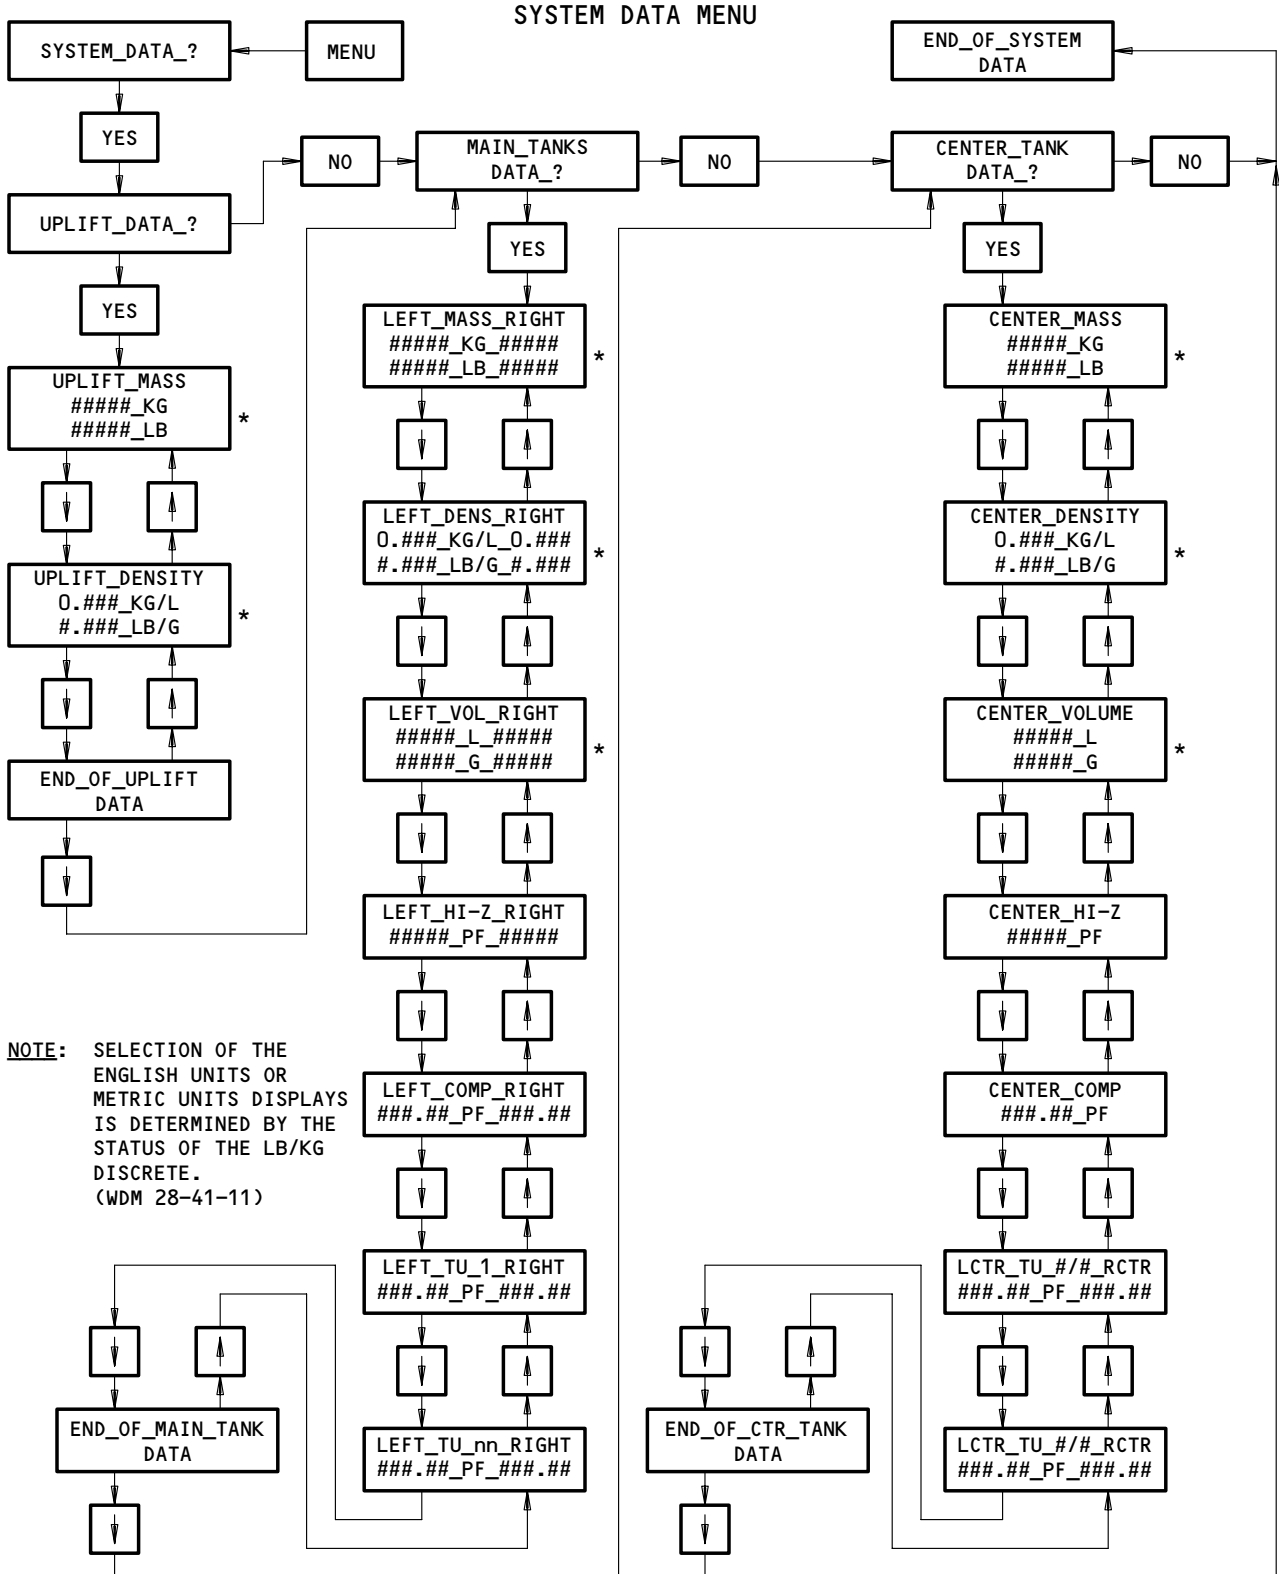 SYSTEM DATA MENU
SYSTEM_DATA_?
MENU
YES
UPLIFT_DATA_?
YES
UPLIFT_MASS
#####_KG
#####_LB
*
UPLIFT_DENSITY
0.###_KG/L
#.###_LB/G
*
END_OF_UPLIFT
DATA
NO
MAIN_TANKS
DATA_?
NO
YES
LEFT_MASS_RIGHT
#####_KG_#####
#####_LB_#####
*
LEFT_DENS_RIGHT
0.###_KG/L_0.###
#.###_LB/G_#.###
*
LEFT_VOL_RIGHT
#####_L_#####
#####_G_#####
*
LEFT_HI-Z_RIGHT
#####_PF_#####
LEFT_COMP_RIGHT
###.##_PF_###.##
LEFT_TU_1_RIGHT
###.##_PF_###.##
LEFT_TU_nn_RIGHT
###.##_PF_###.##
END_OF_MAIN_TANK
DATA
CENTER_TANK
DATA_?
NO
YES
CENTER_MASS
#####_KG
#####_LB
*
CENTER_DENSITY
0.###_KG/L
#.###_LB/G
*
CENTER_VOLUME
#####_L
#####_G
*
CENTER_HI-Z
#####_PF
CENTER_COMP
###.##_PF
LCTR_TU_#/#_RCTR
###.##_PF_###.##
LCTR_TU_#/#_RCTR
###.##_PF_###.##
END_OF_CTR_TANK
DATA
END_OF_SYSTEM
DATA
NOTE: SELECTION OF THE
ENGLISH UNITS OR
METRIC UNITS DISPLAYS
IS DETERMINED BY THE
STATUS OF THE LB/KG
DISCRETE.
(WDM 28-41-11)